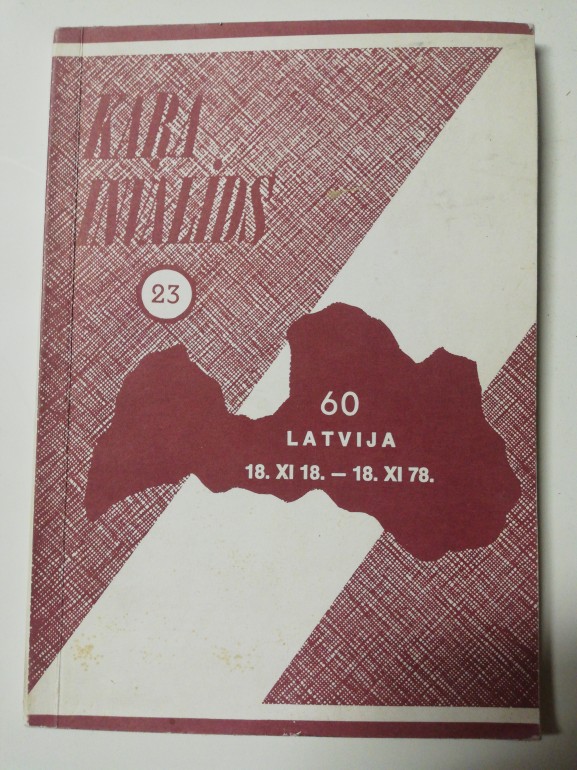 KARA
INVALĪDS
23
60
LATVIJA
18. XI 18. — 18. XI 78.